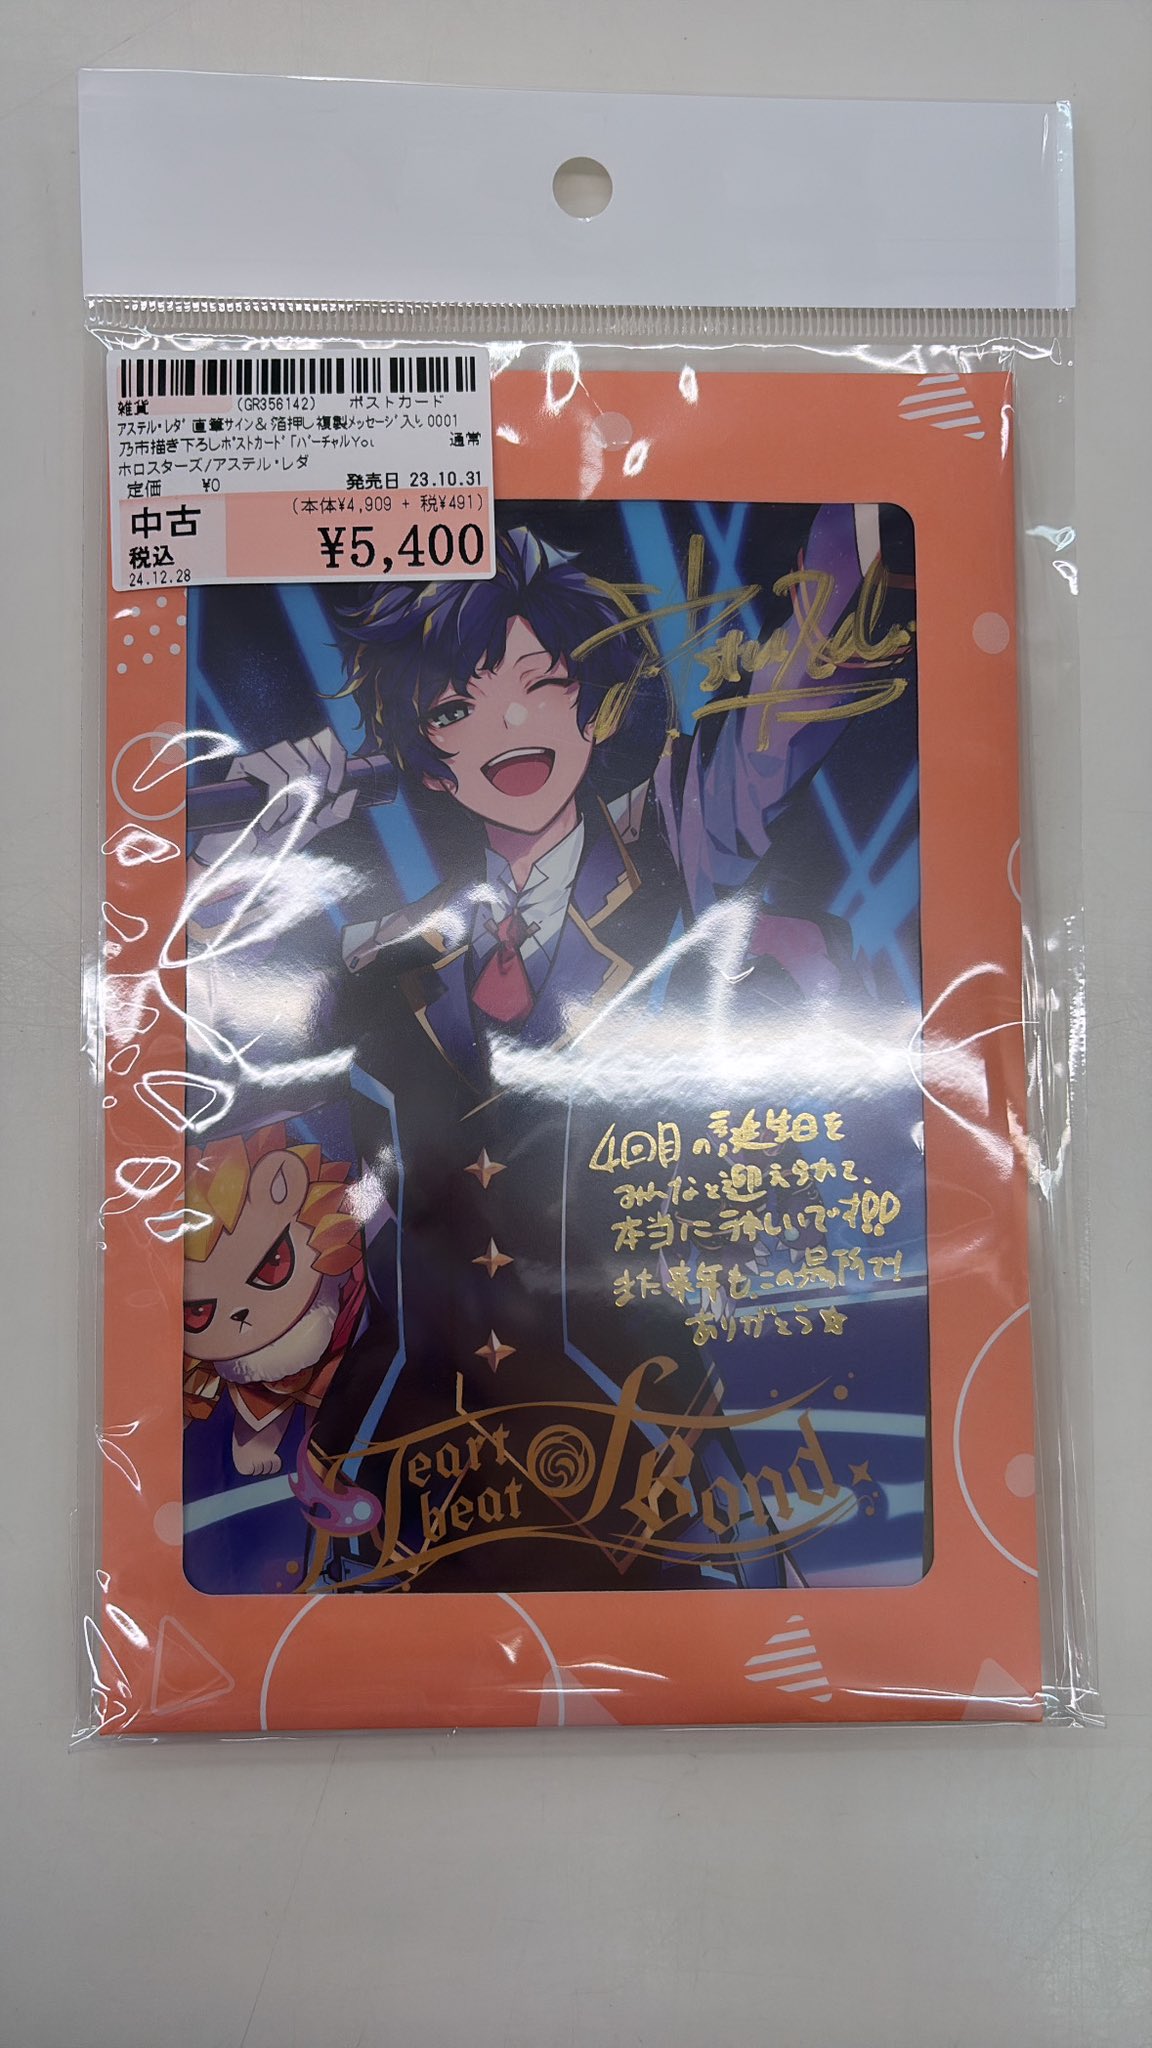 雑貨 (GR356142) ポストカード
アステル・レダ 直筆サイン&箔押し複製メッセージ入り0001
乃市描き下ろしポストカード「バーチャルYou 通常
ホロスターズ/アステル・レダ
定価 ¥0 発売日 23.10.31
(本体¥4,909 + 税¥491)
中古
税込 ¥5,400
24.12.28
4回目の誕生日を
みんなと迎えられて、
本当に嬉しいです!!
また来年も、この場所で!
ありがとう☆
Heart
beat of Bond